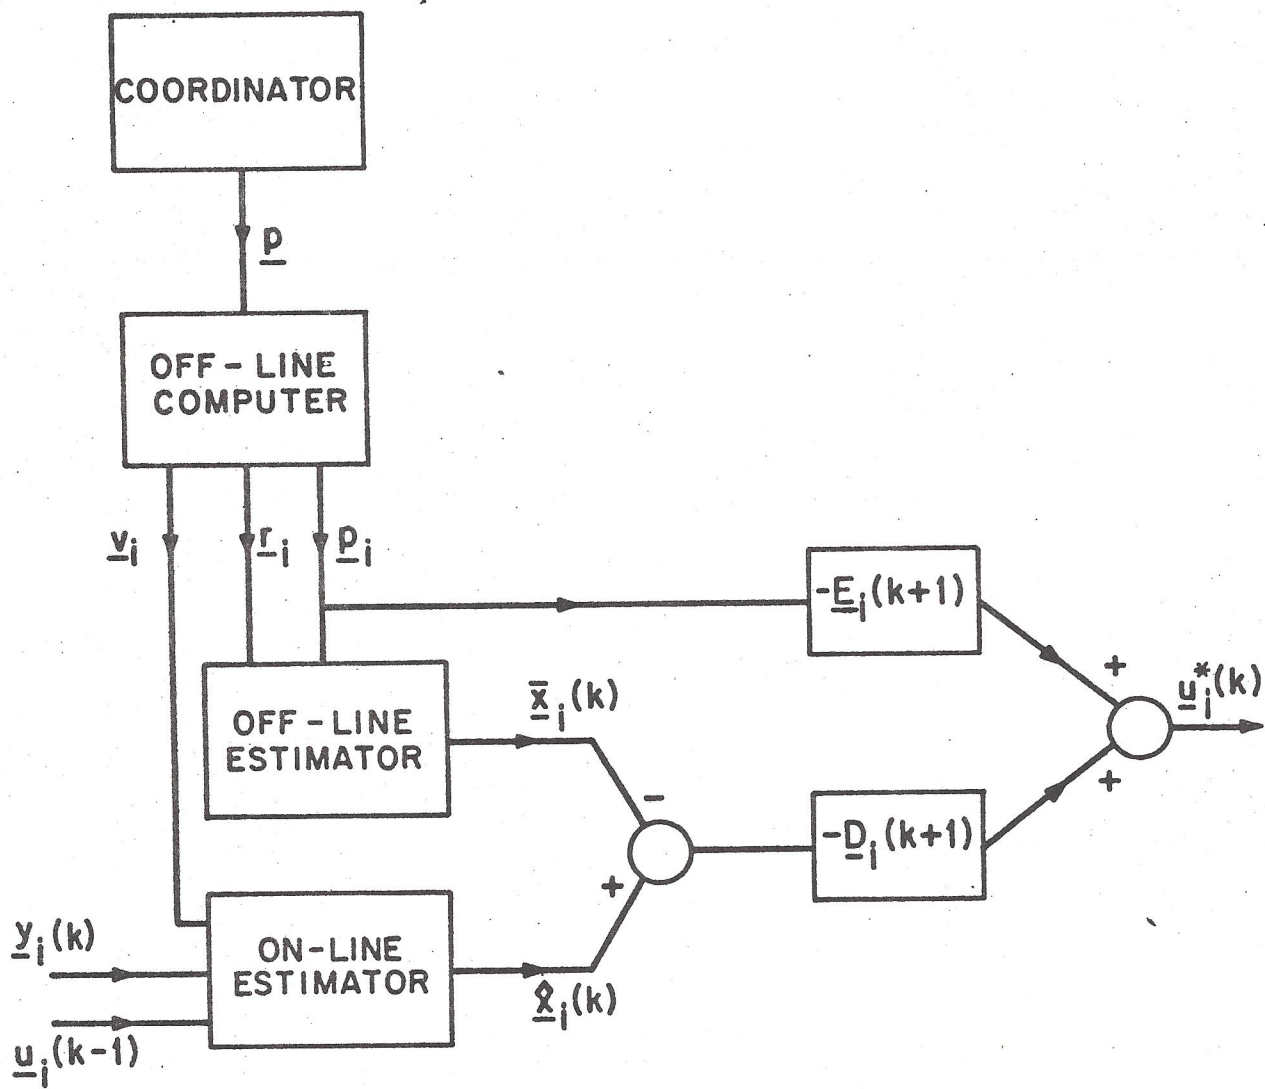 COORDINATOR
p
OFF-LINE
COMPUTER
v_i
r_i
p_i
-E_i(k+1)
x̄_i(k)
+
u*_i(k)
OFF-LINE
ESTIMATOR
-
+
-D_i(k+1)
+
y_i(k)
ON-LINE
ESTIMATOR
x̂_i(k)
u_i(k-1)